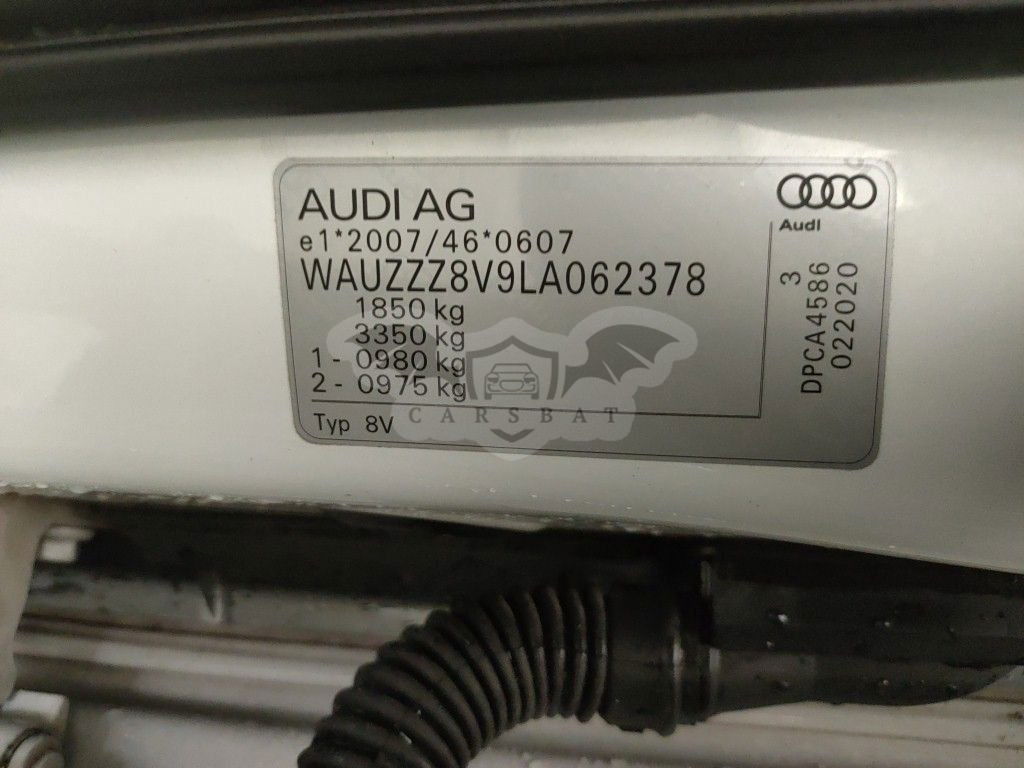 AUDI AG
Audi
e1*2007/46*0607
WAUZZZ8V9LA062378
1850 kg
3350 kg
1 - 0980 kg
2 - 0975 kg
Typ 8V
3
DPCA4586
022020
CARSBAT